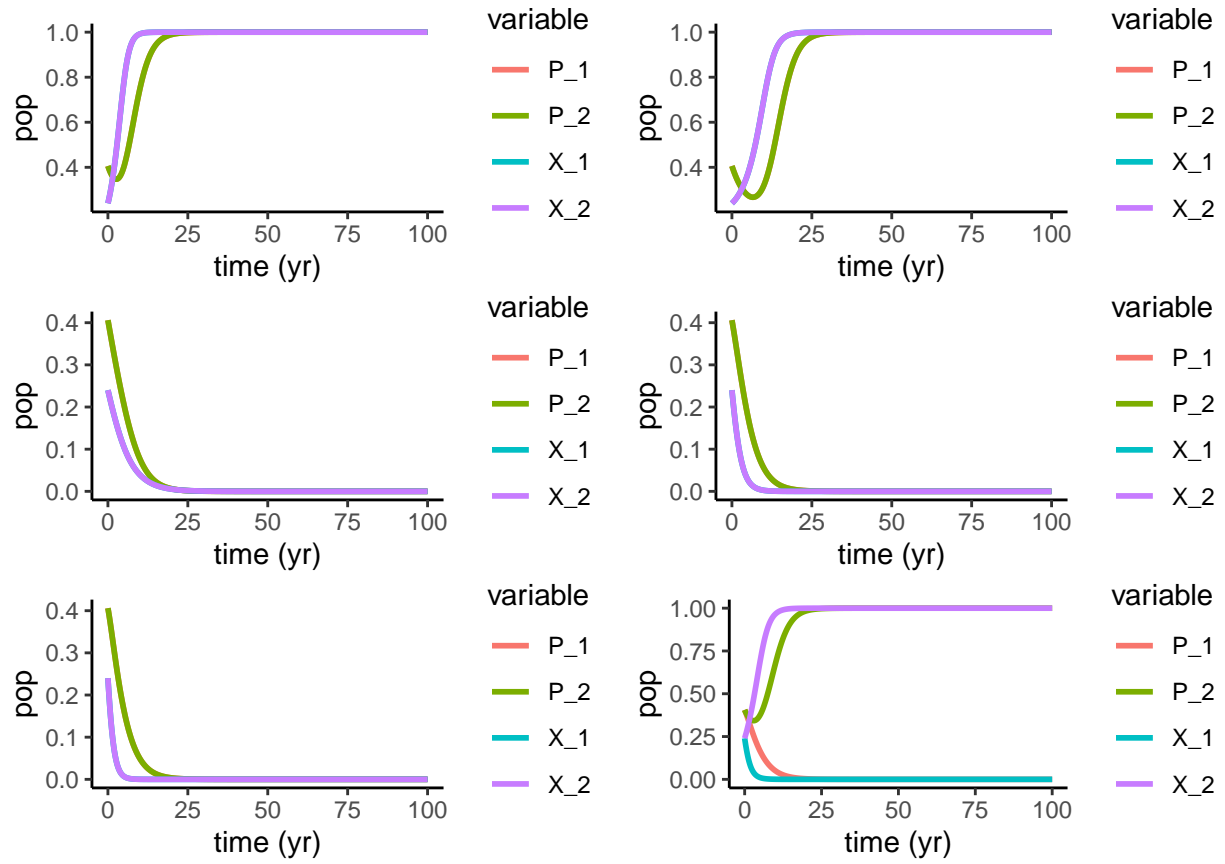 variable
1.0
0.8
0.6
0.4
pop
0 25 50 75 100
time (yr)
P_1
P_2
X_1
X_2
variable
1.0
0.8
0.6
0.4
pop
0 25 50 75 100
time (yr)
P_1
P_2
X_1
X_2
variable
0.4
0.3
0.2
0.1
0.0
pop
0 25 50 75 100
time (yr)
P_1
P_2
X_1
X_2
variable
0.4
0.3
0.2
0.1
0.0
pop
0 25 50 75 100
time (yr)
P_1
P_2
X_1
X_2
variable
0.4
0.3
0.2
0.1
0.0
pop
0 25 50 75 100
time (yr)
P_1
P_2
X_1
X_2
variable
1.00
0.75
0.50
0.25
0.00
pop
0 25 50 75 100
time (yr)
P_1
P_2
X_1
X_2